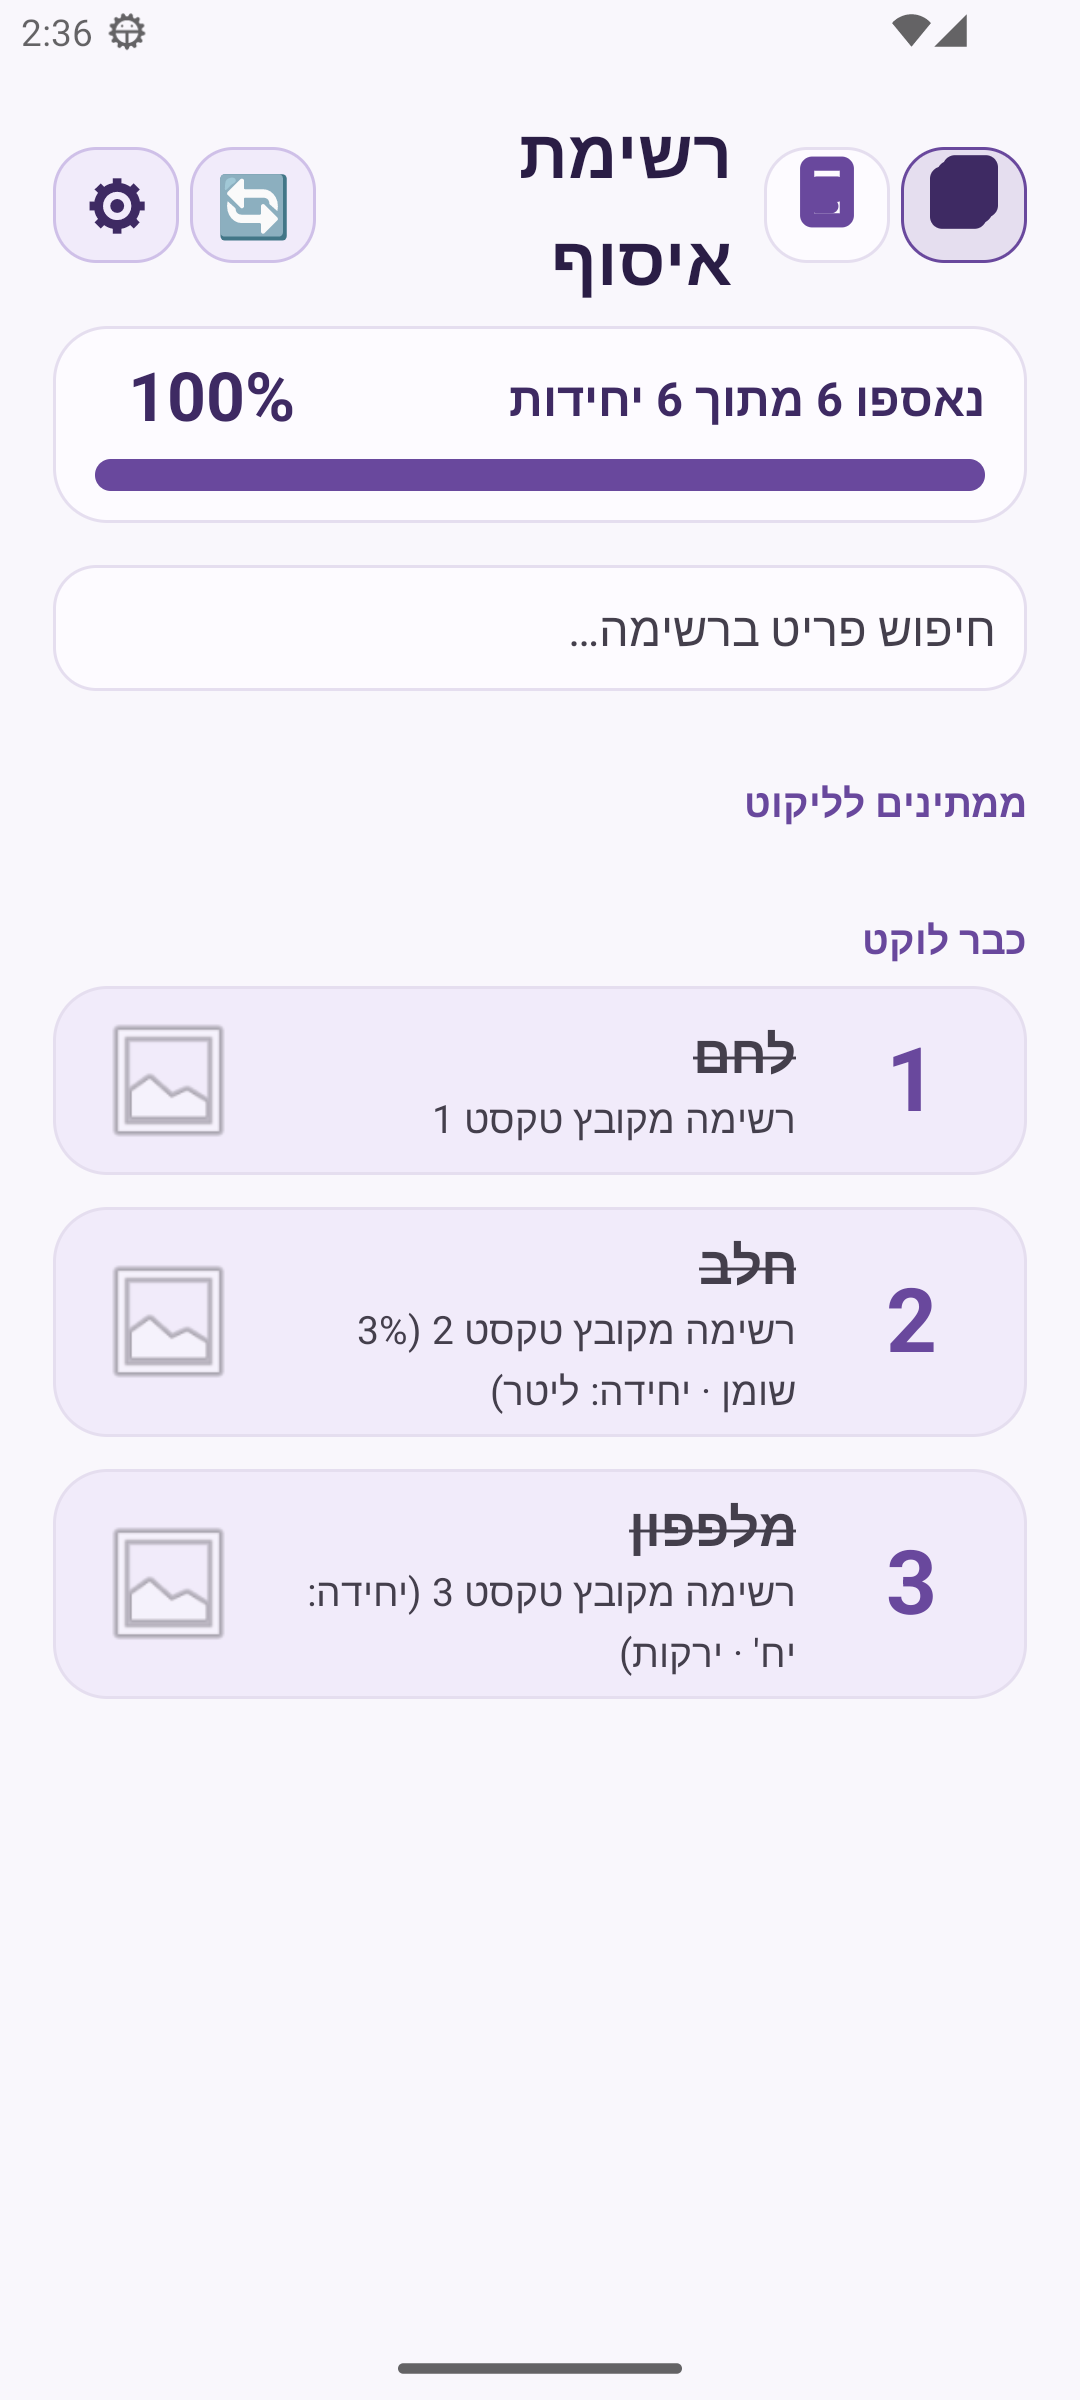 2:36
רשימת
איסוף
נאספו 6 מתוך 6 יחידות
100%
חיפוש פריט ברשימה...
ממתינים לליקוט
כבר לוקט
1
לחם
רשימה מקובץ טקסט 1
2
חלב
רשימה מקובץ טקסט 2 (3%
שומן · יחידה: ליטר)
3
מלפפון
רשימה מקובץ טקסט 3 (יחידה:
יח' · ירקות)